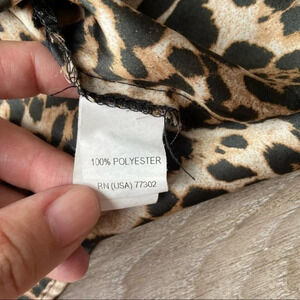 100% POLYESTER
RN (USA) 77302